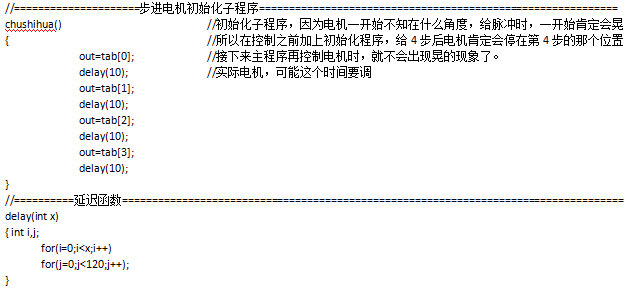 //=====================步进电机初始化子程序============================================================
chushihua() //初始化子程序，因为电机一开始不知在什么角度，给脉冲时，一开始肯定会晃
{ //所以在控制之前加上初始化程序，给 4 步后电机肯定会停在第 4 步的那个位置
out=tab[0]; //接下来主程序再控制电机时，就不会出现晃的现象了。
delay(10); //实际电机，可能这个时间要调
out=tab[1];
delay(10);
out=tab[2];
delay(10);
out=tab[3];
delay(10);
}
//==========延迟函数====================================================================================
delay(int x)
{ int i,j;
for(i=0;i<x;i++)
for(j=0;j<120;j++);
}